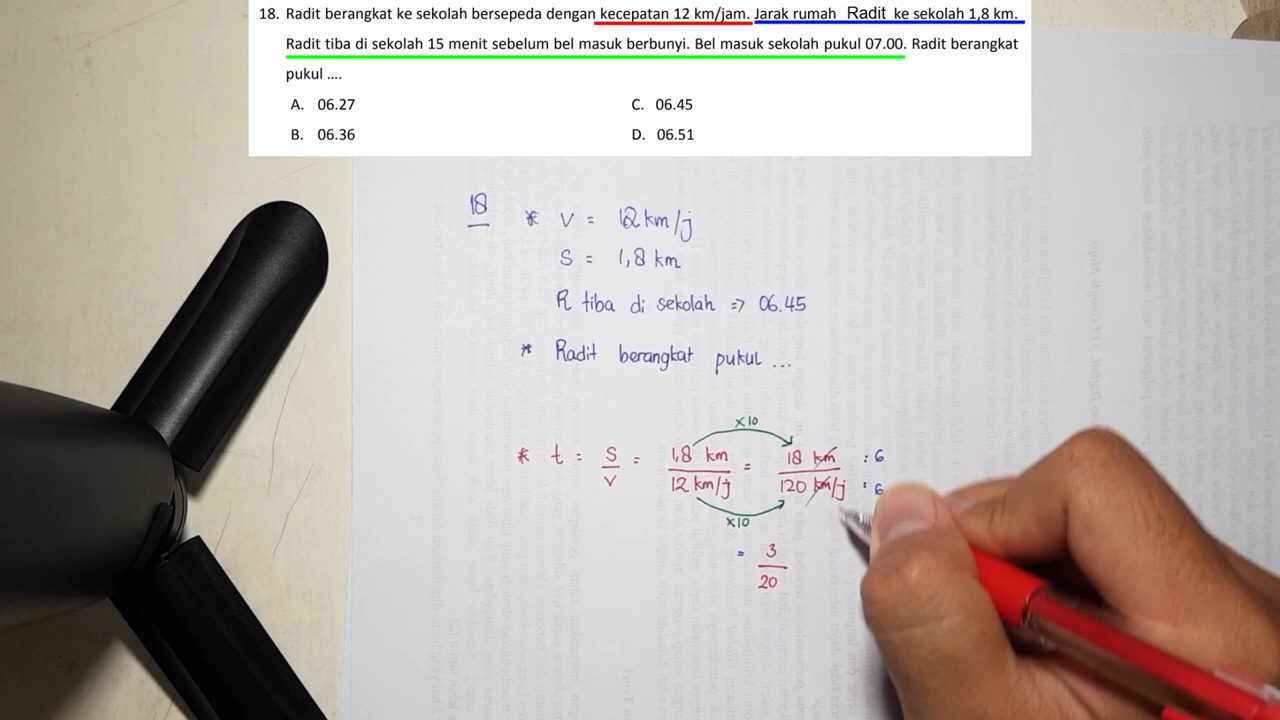 18. Radit berangkat ke sekolah bersepeda dengan kecepatan 12 km/jam. Jarak rumah Radit ke sekolah 1,8 km.
Radit tiba di sekolah 15 menit sebelum bel masuk berbunyi. Bel masuk sekolah pukul 07.00. Radit berangkat
pukul ....
A. 06.27 C. 06.45
B. 06.36 D. 06.51
18 * V = 12 km/j
S = 1,8 km
R tiba di sekolah => 06.45
* Radit berangkat pukul ...
x10
* t = S/V = 1,8 km/12 km/j = 18 km/120 km/j : 6 : 6
x10
= 3/20